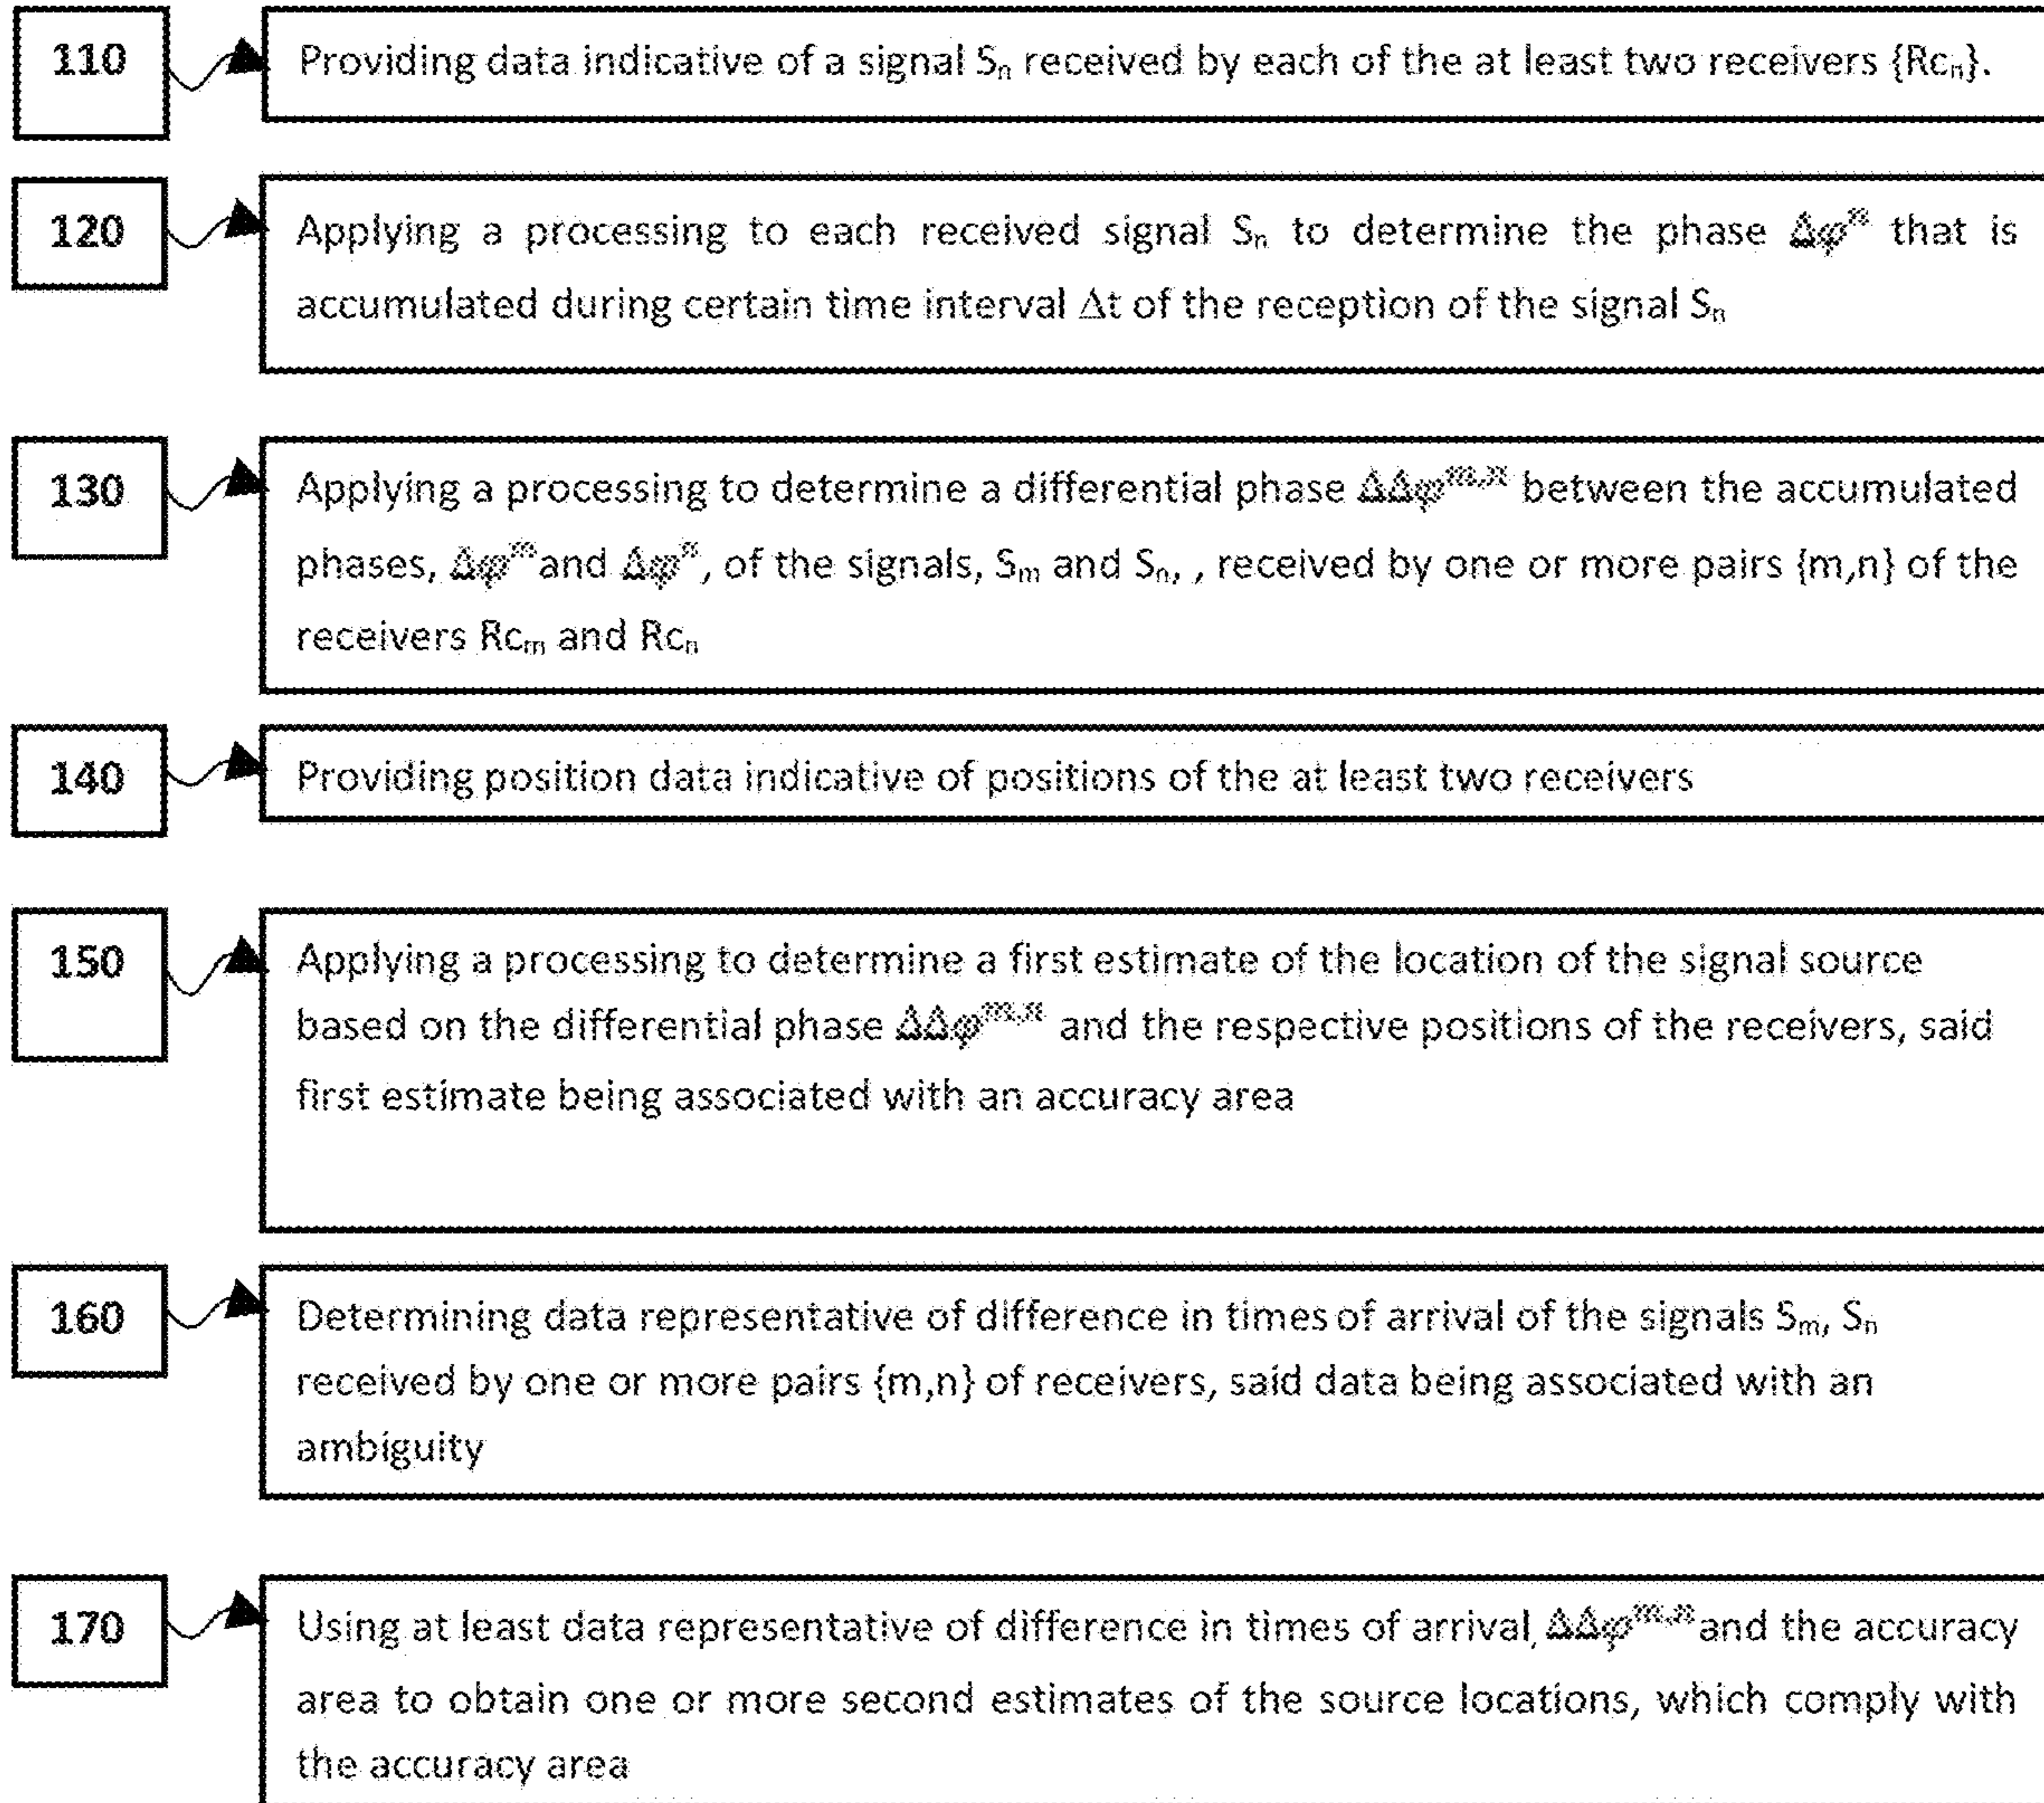 110
Providing data indicative of a signal Sₙ received by each of the at least two receivers {Rcₙ}.
120
Applying a processing to each received signal Sₙ to determine the phase Δφⁿ that is
accumulated during certain time interval Δt of the reception of the signal Sₙ
130
Applying a processing to determine a differential phase ΔΔφᵐ,ⁿ between the accumulated
phases, Δφᵐ and Δφⁿ, of the signals, Sₘ and Sₙ, , received by one or more pairs {m,n} of the
receivers Rcₘ and Rcₙ
140
Providing position data indicative of positions of the at least two receivers
150
Applying a processing to determine a first estimate of the location of the signal source
based on the differential phase ΔΔφᵐ,ⁿ and the respective positions of the receivers, said
first estimate being associated with an accuracy area
160
Determining data representative of difference in times of arrival of the signals Sₘ, Sₙ
received by one or more pairs {m,n} of receivers, said data being associated with an
ambiguity
170
Using at least data representative of difference in times of arrival, ΔΔφᵐ,ⁿ and the accuracy
area to obtain one or more second estimates of the source locations, which comply with
the accuracy area